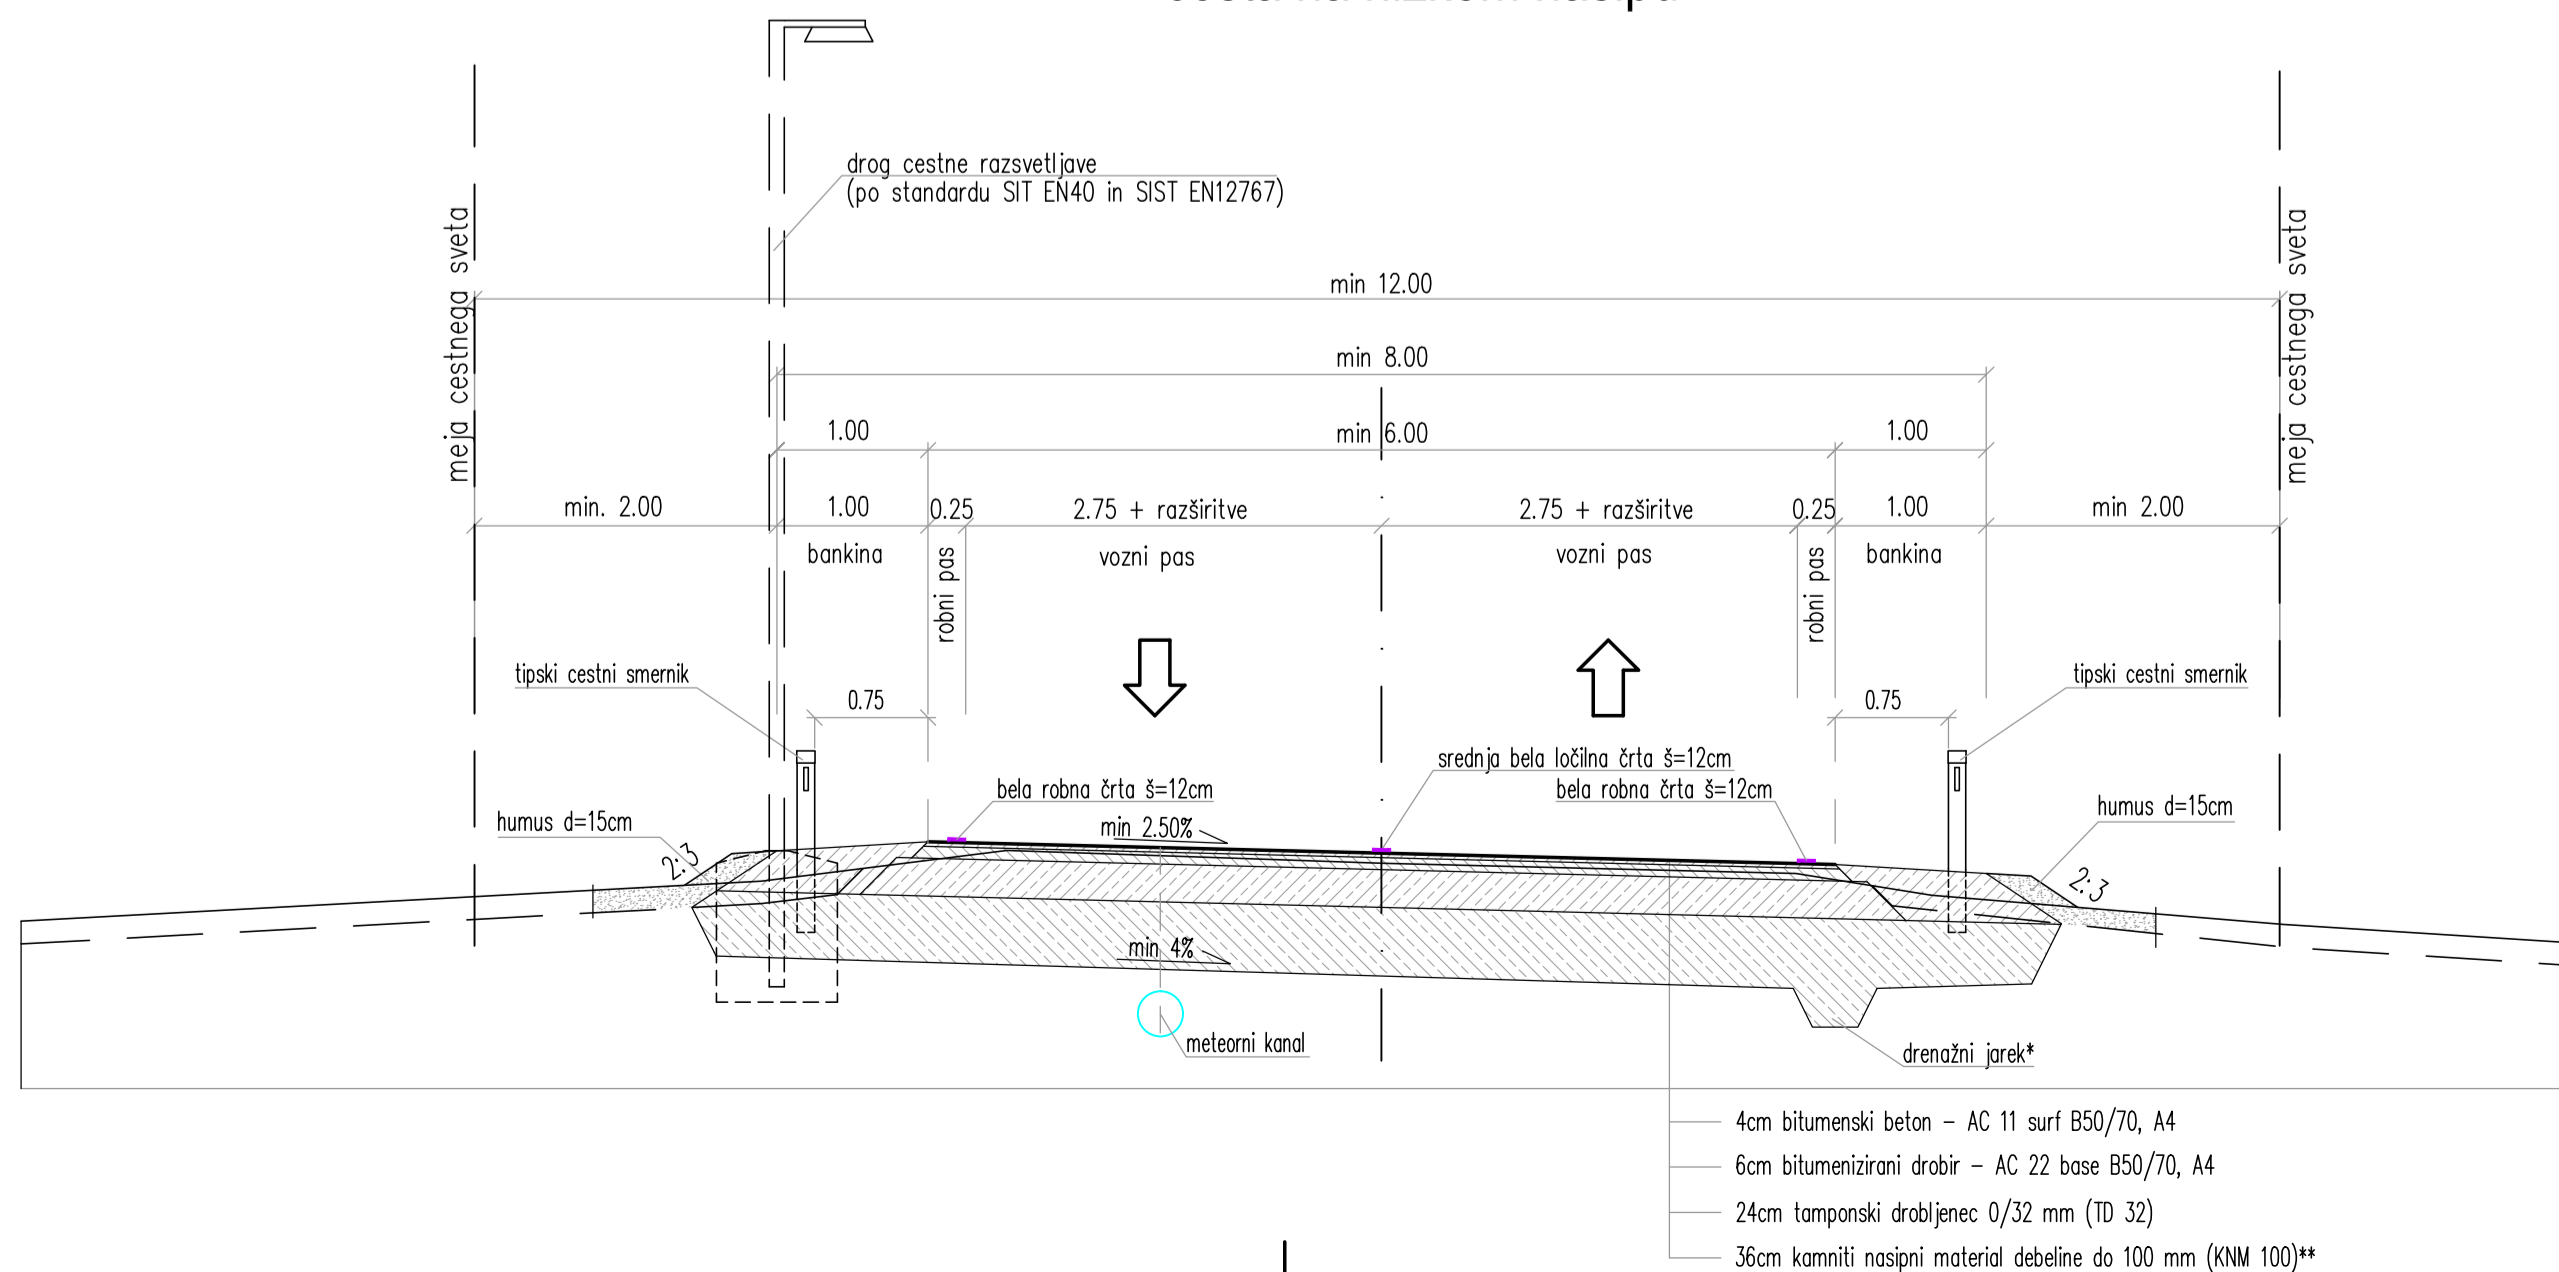 drog cestne razsvetljave
(po standardu SIT EN40 in SIST EN12767)
meja cestnega sveta
meja cestnega sveta
min 12.00
min 8.00
1.00
min 6.00
1.00
min. 2.00
1.00
0.25
2.75 + razširitve
2.75 + razširitve
0.25
1.00
min 2.00
bankina
robni pas
vozni pas
vozni pas
robni pas
bankina
tipski cestni smernik
tipski cestni smernik
0.75
0.75
srednja bela ločilna črta š=12cm
bela robna črta š=12cm
bela robna črta š=12cm
humus d=15cm
humus d=15cm
min 2.50%
2:3
2:3
min 4%
meteorni kanal
drenažni jarek*
4cm bitumenski beton – AC 11 surf B50/70, A4
6cm bitumenizirani drobir – AC 22 base B50/70, A4
24cm tamponski drobljenec 0/32 mm (TD 32)
36cm kamniti nasipni material debeline do 100 mm (KNM 100)**